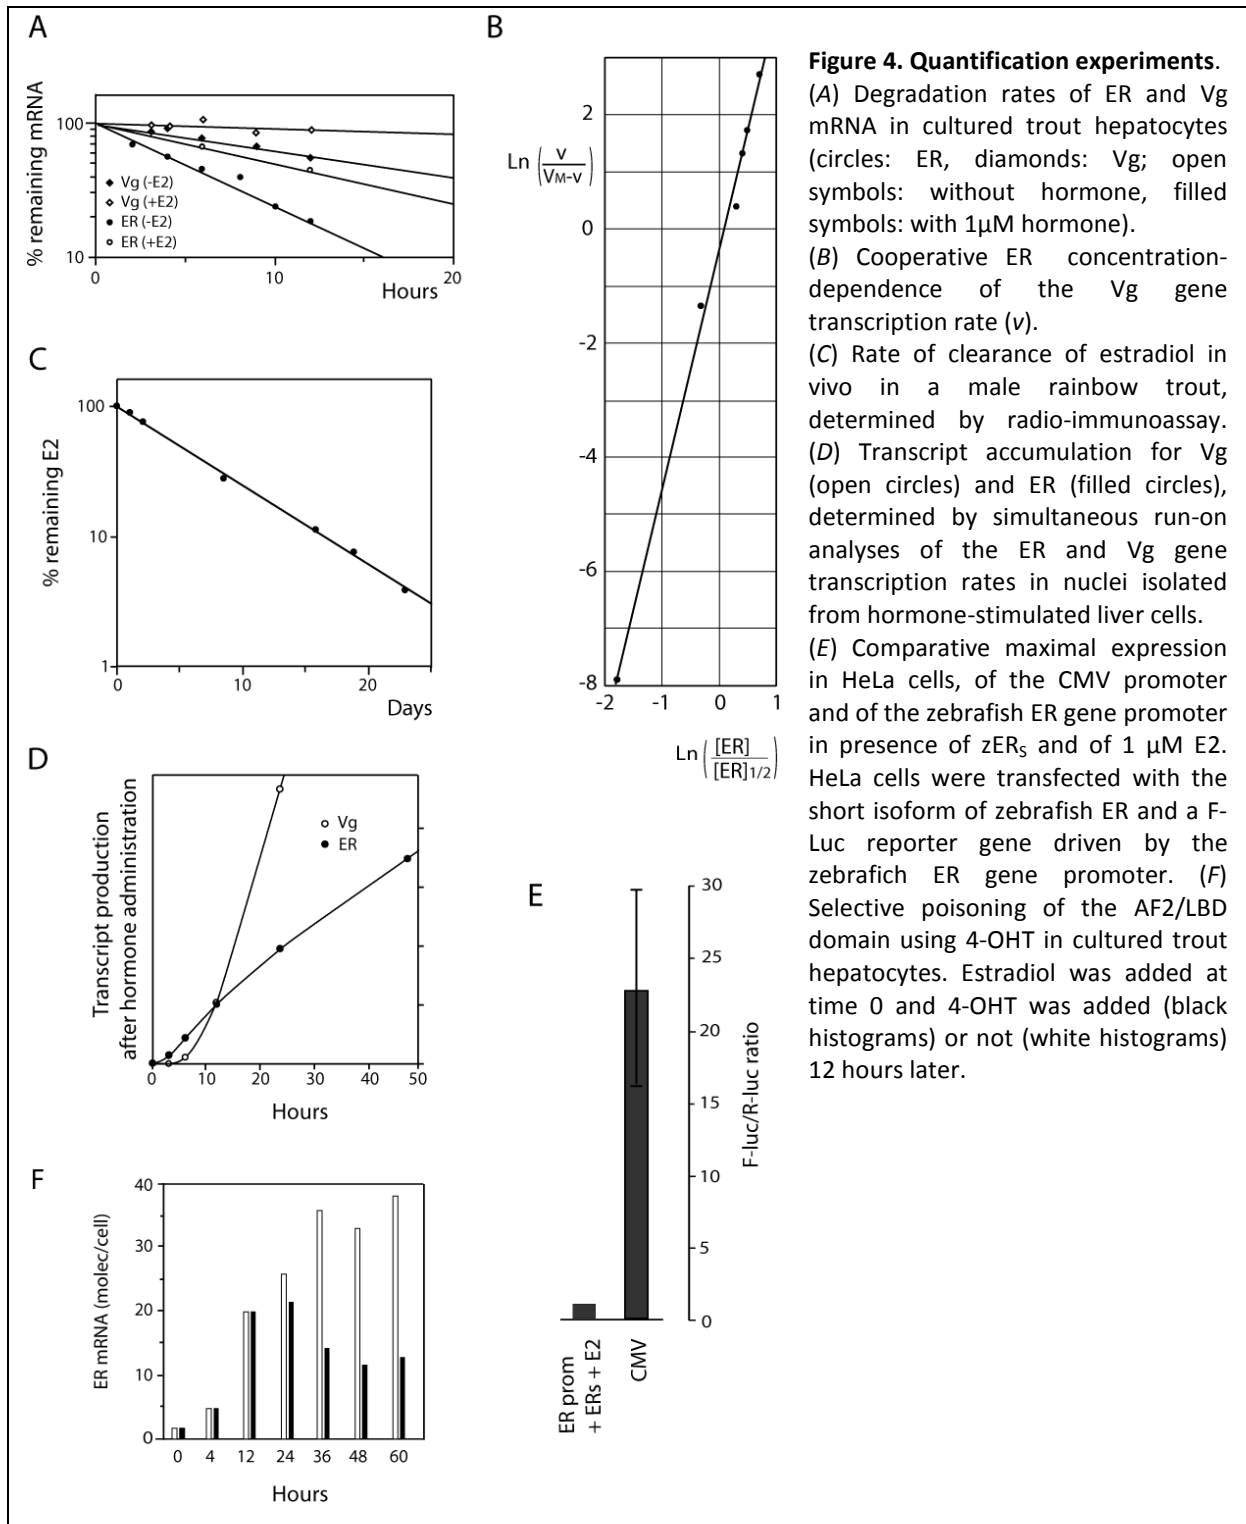 A
100
10
% remaining mRNA
Vg (-E2)
Vg (+E2)
ER (-E2)
ER (+E2)
0
10
20
Hours
B
2
0
-2
-4
-6
-8
Ln (v / VM-v)
-2
-1
0
1
Ln ([ER] / [ER]1/2)
Figure 4. Quantification experiments.
(A) Degradation rates of ER and Vg
mRNA in cultured trout hepatocytes
(circles: ER, diamonds: Vg; open
symbols: without hormone, filled
symbols: with 1µM hormone).
(B) Cooperative ER concentration-
dependence of the Vg gene
transcription rate (v).
(C) Rate of clearance of estradiol in
vivo in a male rainbow trout,
determined by radio-immunoassay.
(D) Transcript accumulation for Vg
(open circles) and ER (filled circles),
determined by simultaneous run-on
analyses of the ER and Vg gene
transcription rates in nuclei isolated
from hormone-stimulated liver cells.
(E) Comparative maximal expression
in HeLa cells, of the CMV promoter
and of the zebrafish ER gene promoter
in presence of zERS and of 1 µM E2.
HeLa cells were transfected with the
short isoform of zebrafish ER and a F-
Luc reporter gene driven by the
zebrafich ER gene promoter. (F)
Selective poisoning of the AF2/LBD
domain using 4-OHT in cultured trout
hepatocytes. Estradiol was added at
time 0 and 4-OHT was added (black
histograms) or not (white histograms)
12 hours later.
C
100
10
1
% remaining E2
0
10
20
Days
D
Transcript production
after hormone administration
Vg
ER
0
10
20
30
40
50
Hours
E
30
25
20
15
10
5
0
F-luc/R-luc ratio
ER prom
+ ERs + E2
CMV
F
40
30
20
10
0
ER mRNA (molec/cell)
0 4 12 24 36 48 60
Hours